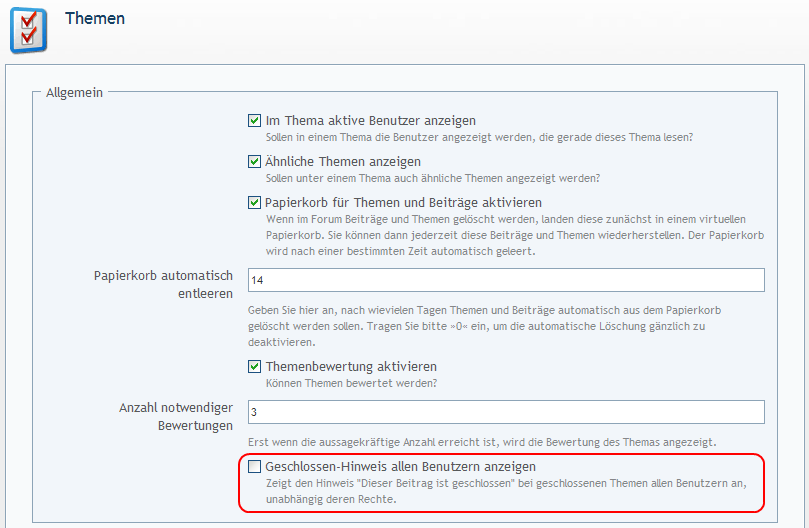 Themen
Allgemein
Im Thema aktive Benutzer anzeigen
Sollen in einem Thema die Benutzer angezeigt werden, die gerade dieses Thema lesen?
Ähnliche Themen anzeigen
Sollen unter einem Thema auch ähnliche Themen angezeigt werden?
Papierkorb für Themen und Beiträge aktivieren
Wenn im Forum Beiträge und Themen gelöscht werden, landen diese zunächst in einem virtuellen
Papierkorb. Sie können dann jederzeit diese Beiträge und Themen wiederherstellen. Der Papierkorb
wird nach einer bestimmten Zeit automatisch geleert.
Papierkorb automatisch
entleeren
14
Geben Sie hier an, nach wievielen Tagen Themen und Beiträge automatisch aus dem Papierkorb
gelöscht werden sollen. Tragen Sie bitte »0« ein, um die automatische Löschung gänzlich zu
deaktivieren.
Themenbewertung aktivieren
Können Themen bewertet werden?
Anzahl notwendiger
Bewertungen
3
Erst wenn die aussagekräftige Anzahl erreicht ist, wird die Bewertung des Themas angezeigt.
Geschlossen-Hinweis allen Benutzern anzeigen
Zeigt den Hinweis "Dieser Beitrag ist geschlossen" bei geschlossenen Themen allen Benutzern an,
unabhängig deren Rechte.